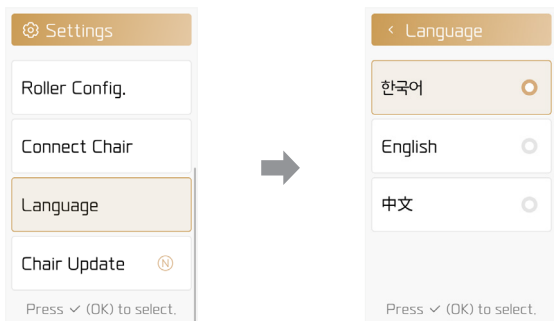 Settings
Roller Config.
Connect Chair
Language
Chair Update Ⓝ
Press ✓ (OK) to select.
< Language
한국어
English
中文
Press ✓ (OK) to select.